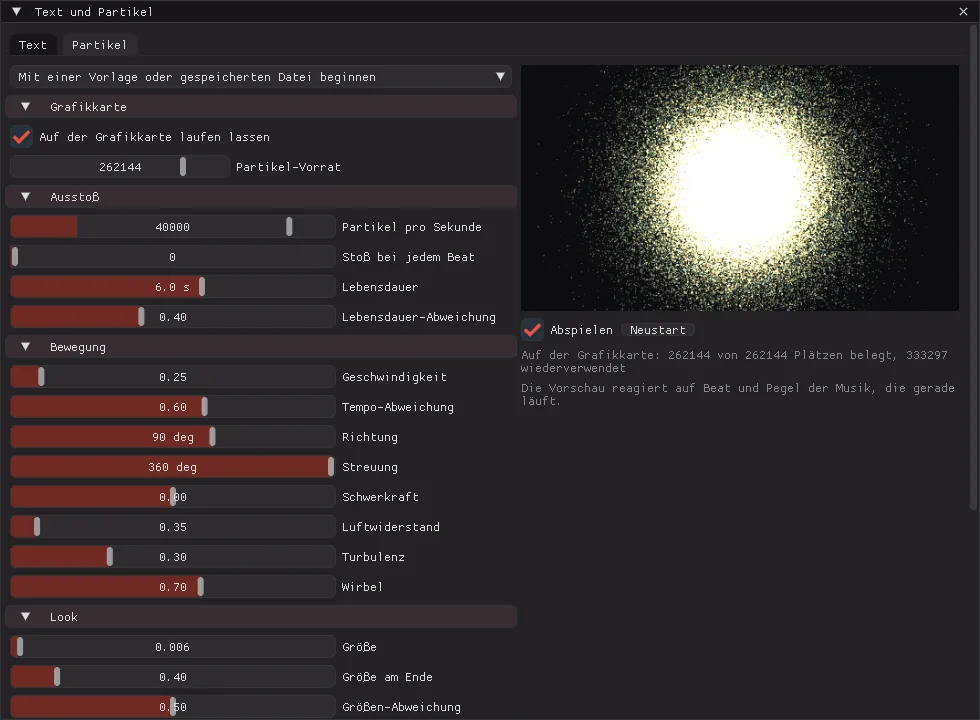 Text und Partikel
Text
Partikel
Mit einer Vorlage oder gespeicherten Datei beginnen
Grafikkarte
Auf der Grafikkarte laufen lassen
262144 Partikel-Vorrat
Ausstoß
40000 Partikel pro Sekunde
0 Stoß bei jedem Beat
6.0 s Lebensdauer
0.40 Lebensdauer-Abweichung
Bewegung
0.25 Geschwindigkeit
0.60 Tempo-Abweichung
90 deg Richtung
360 deg Streuung
0.00 Schwerkraft
0.35 Luftwiderstand
0.30 Turbulenz
0.70 Wirbel
Look
0.006 Größe
0.40 Größe am Ende
0.50 Größen-Abweichung
Abspielen Neustart
Auf der Grafikkarte: 262144 von 262144 Plätzen belegt, 333297
wiederverwendet
Die Vorschau reagiert auf Beat und Pegel der Musik, die gerade
läuft.